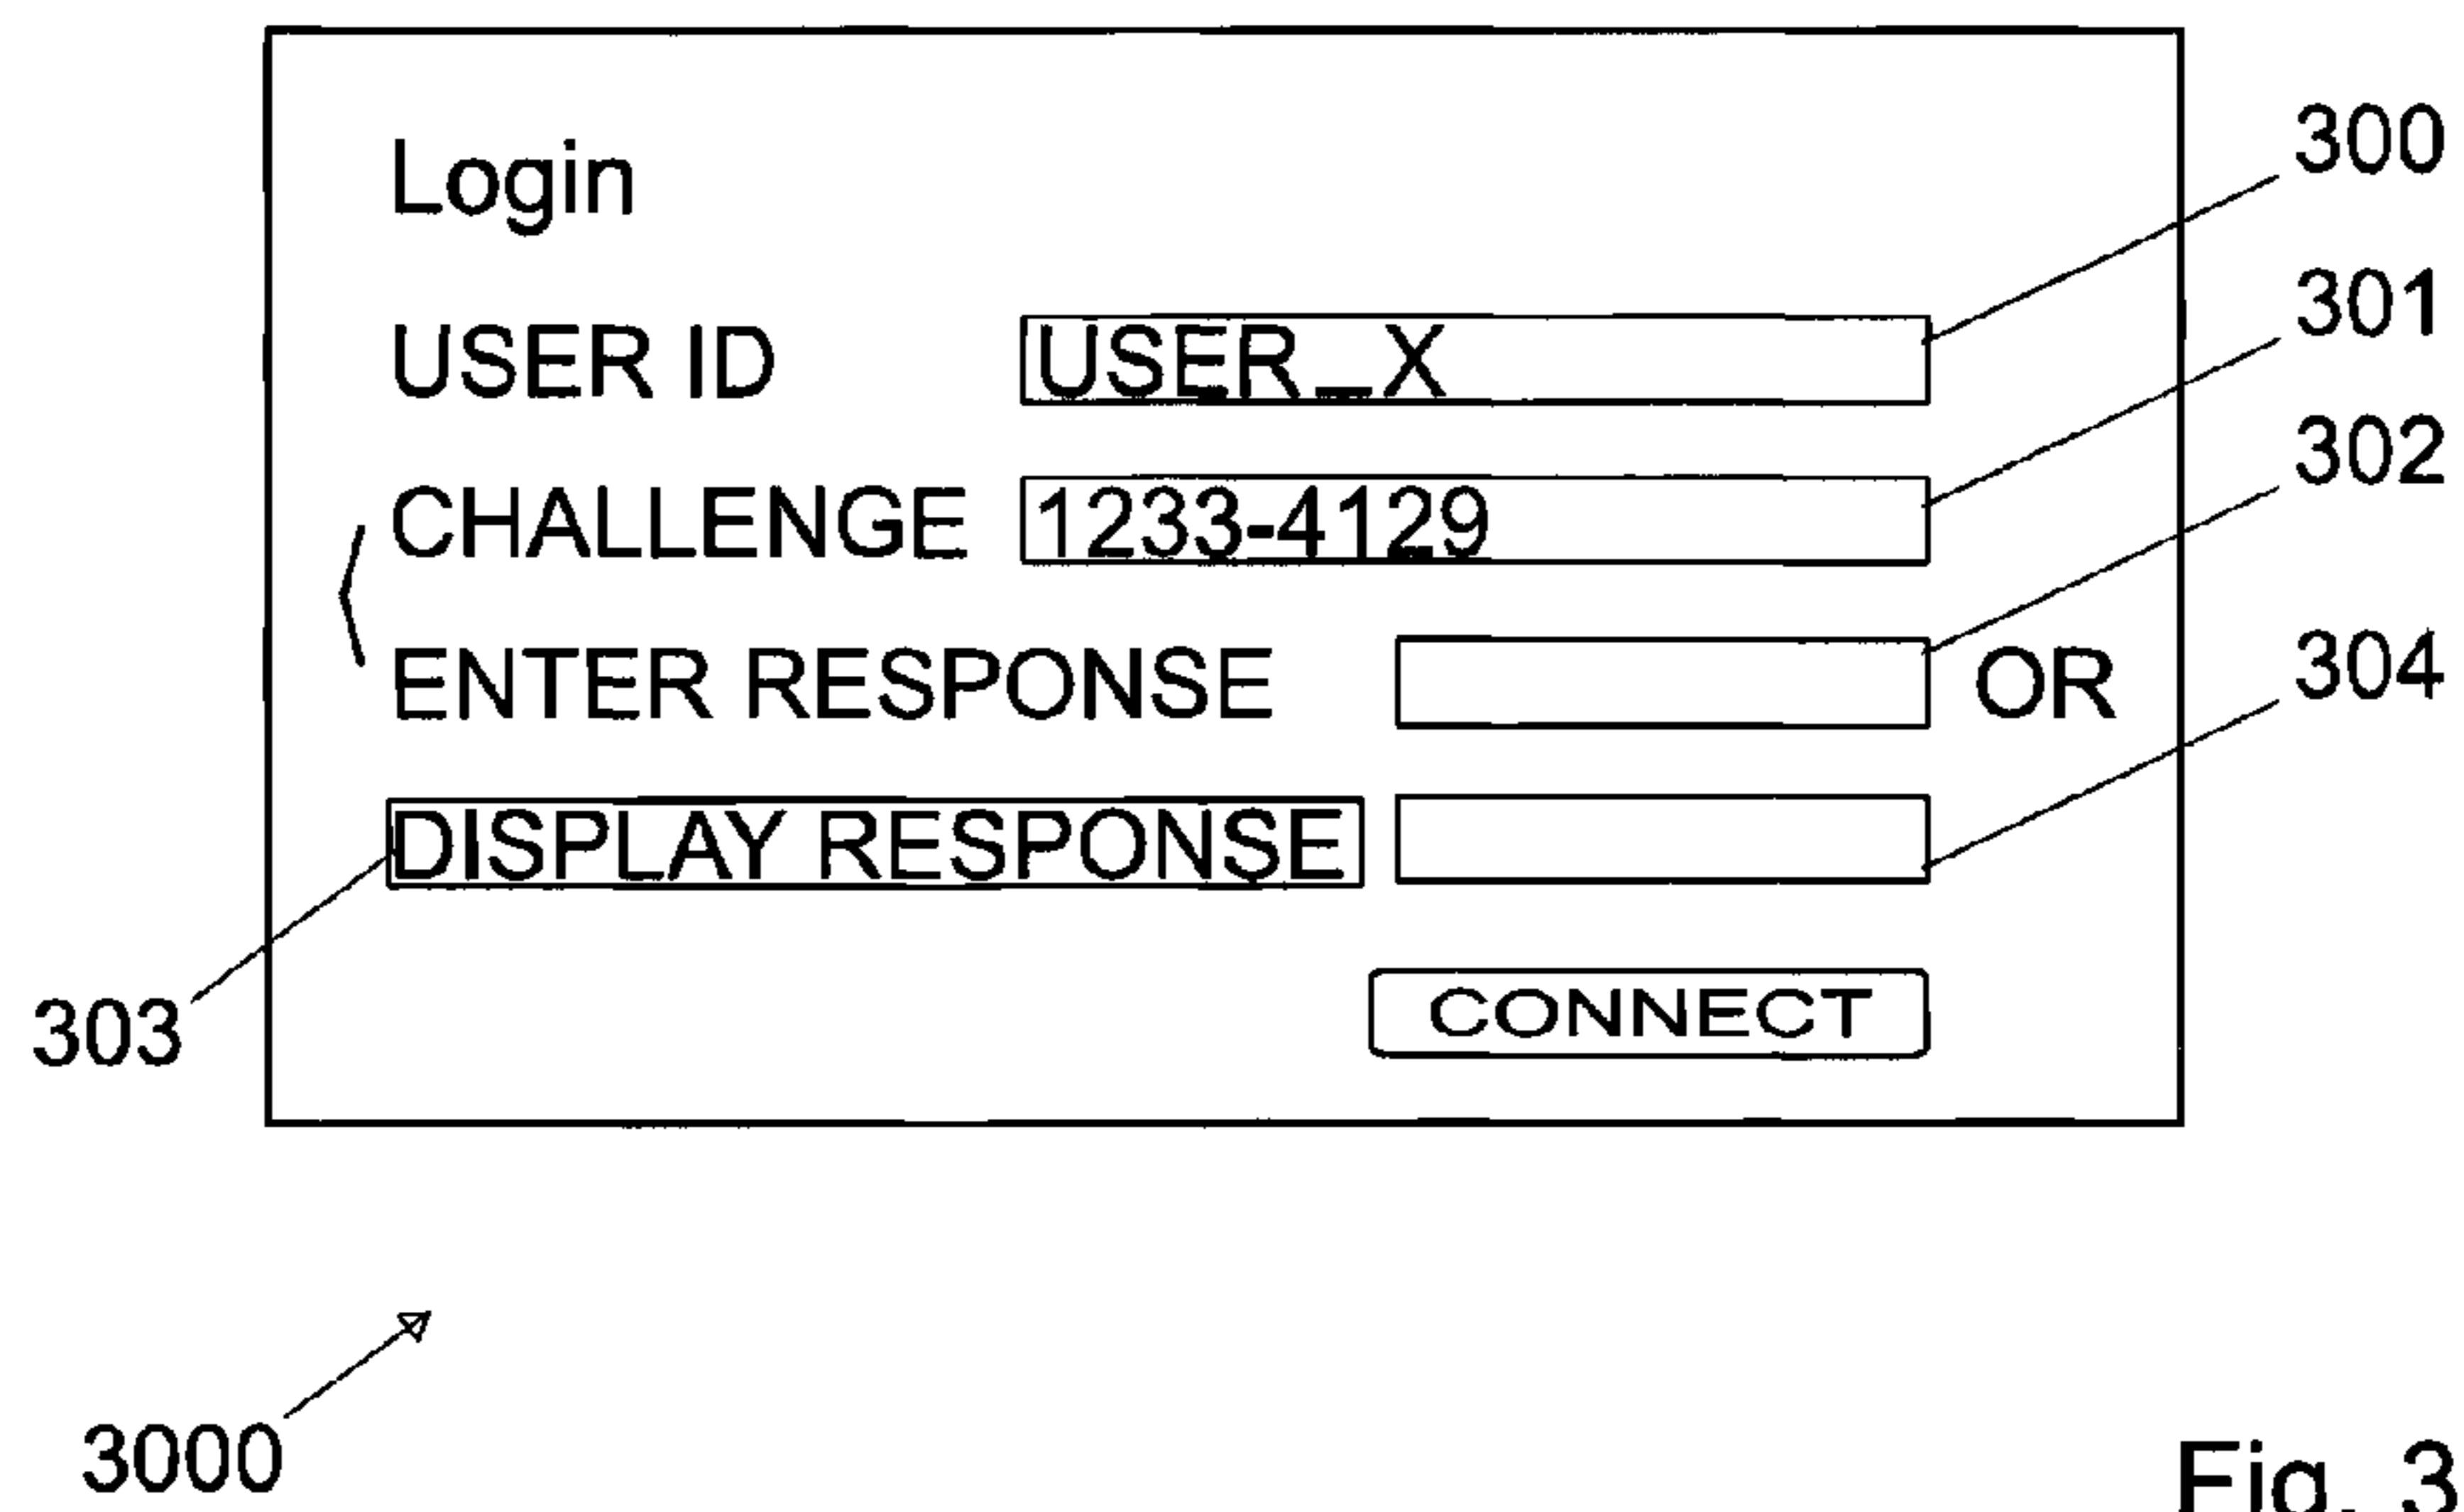 Login
300
USER ID USER_X
301
CHALLENGE 1233-4129
302
ENTER RESPONSE OR
304
DISPLAY RESPONSE
303
CONNECT
3000
Fig. 3